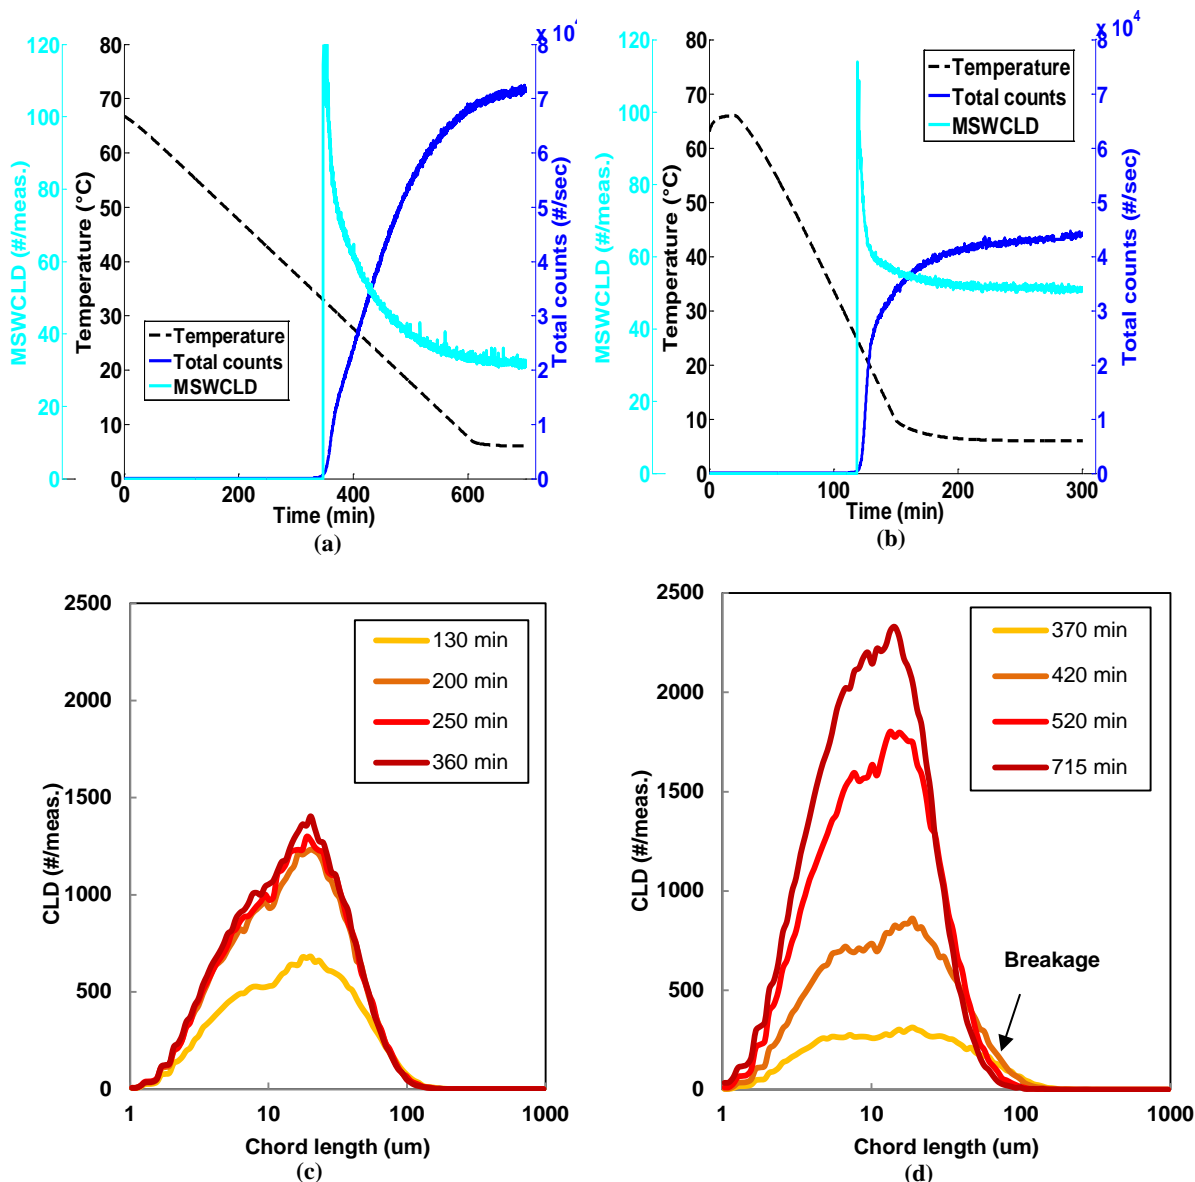 x 10⁴
120
80
8
100
70
7
60
6
80
50
5
60
40
4
30
3
40
20
2
20
10
1
0
0
0
MSWCLD (#/meas.)
Temperature (°C)
Total counts (#/sec)
Temperature
Total counts
MSWCLD
0
200
400
600
Time (min)
(a)
x 10⁴
120
80
8
100
70
7
60
6
80
50
5
60
40
4
30
3
40
20
2
20
10
1
0
0
0
MSWCLD (#/meas.)
Temperature (°C)
Total counts (#/sec)
Temperature
Total counts
MSWCLD
0
100
200
300
Time (min)
(b)
2500
2000
1500
1000
500
0
CLD (#/meas.)
130 min
200 min
250 min
360 min
1
10
100
1000
Chord length (um)
(c)
2500
2000
1500
1000
500
0
CLD (#/meas.)
370 min
420 min
520 min
715 min
Breakage
1
10
100
1000
Chord length (um)
(d)